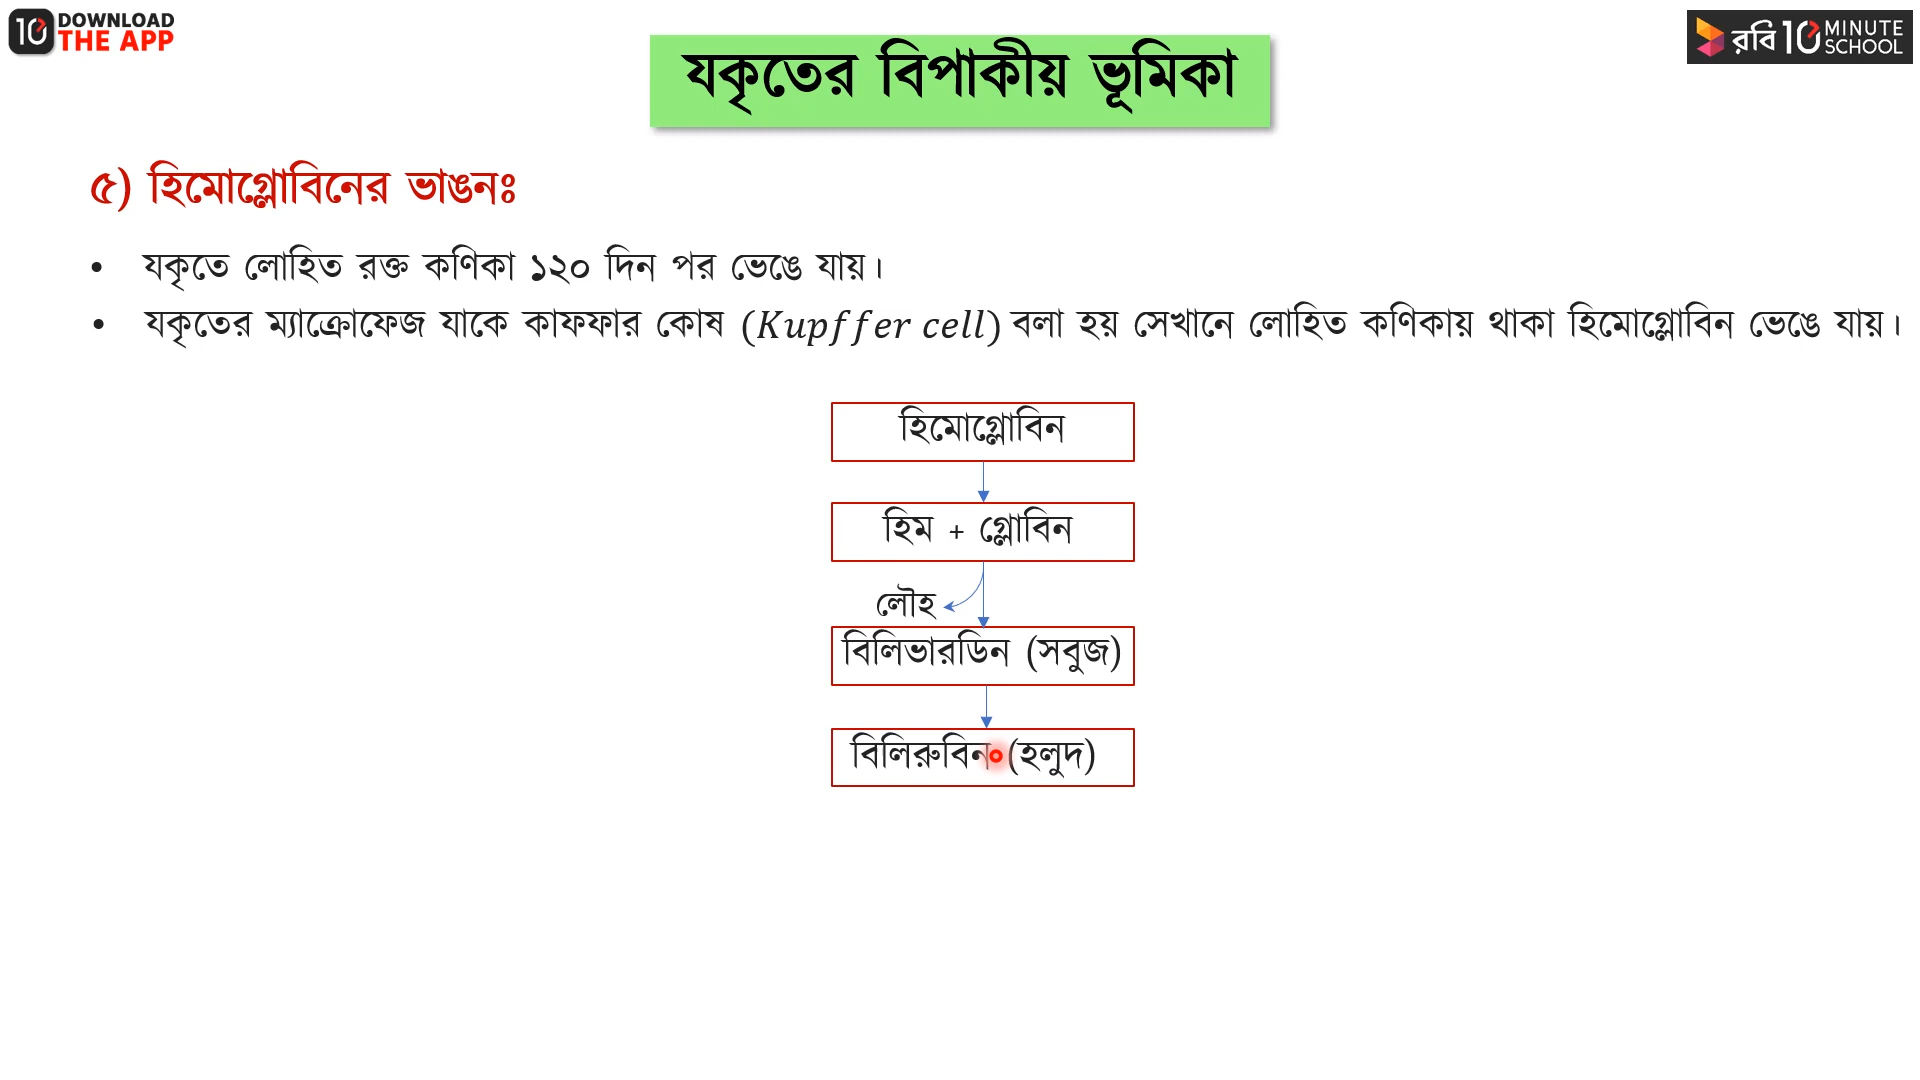 10 DOWNLOAD
THE APP
রবি 10 MINUTE
SCHOOL
যকৃতের বিপাকীয় ভূমিকা
৫) হিমোগ্লোবিনের ভাঙনঃ
• যকৃতে লোহিত রক্ত কণিকা ১২০ দিন পর ভেঙে যায়।
• যকৃতের ম্যাক্রোফেজ যাকে কাফফার কোষ (Kupffer cell) বলা হয় সেখানে লোহিত কণিকায় থাকা হিমোগ্লোবিন ভেঙে যায়।
হিমোগ্লোবিন
হিম + গ্লোবিন
লৌহ
বিলিভারডিন (সবুজ)
বিলিরুবিন (হলুদ)